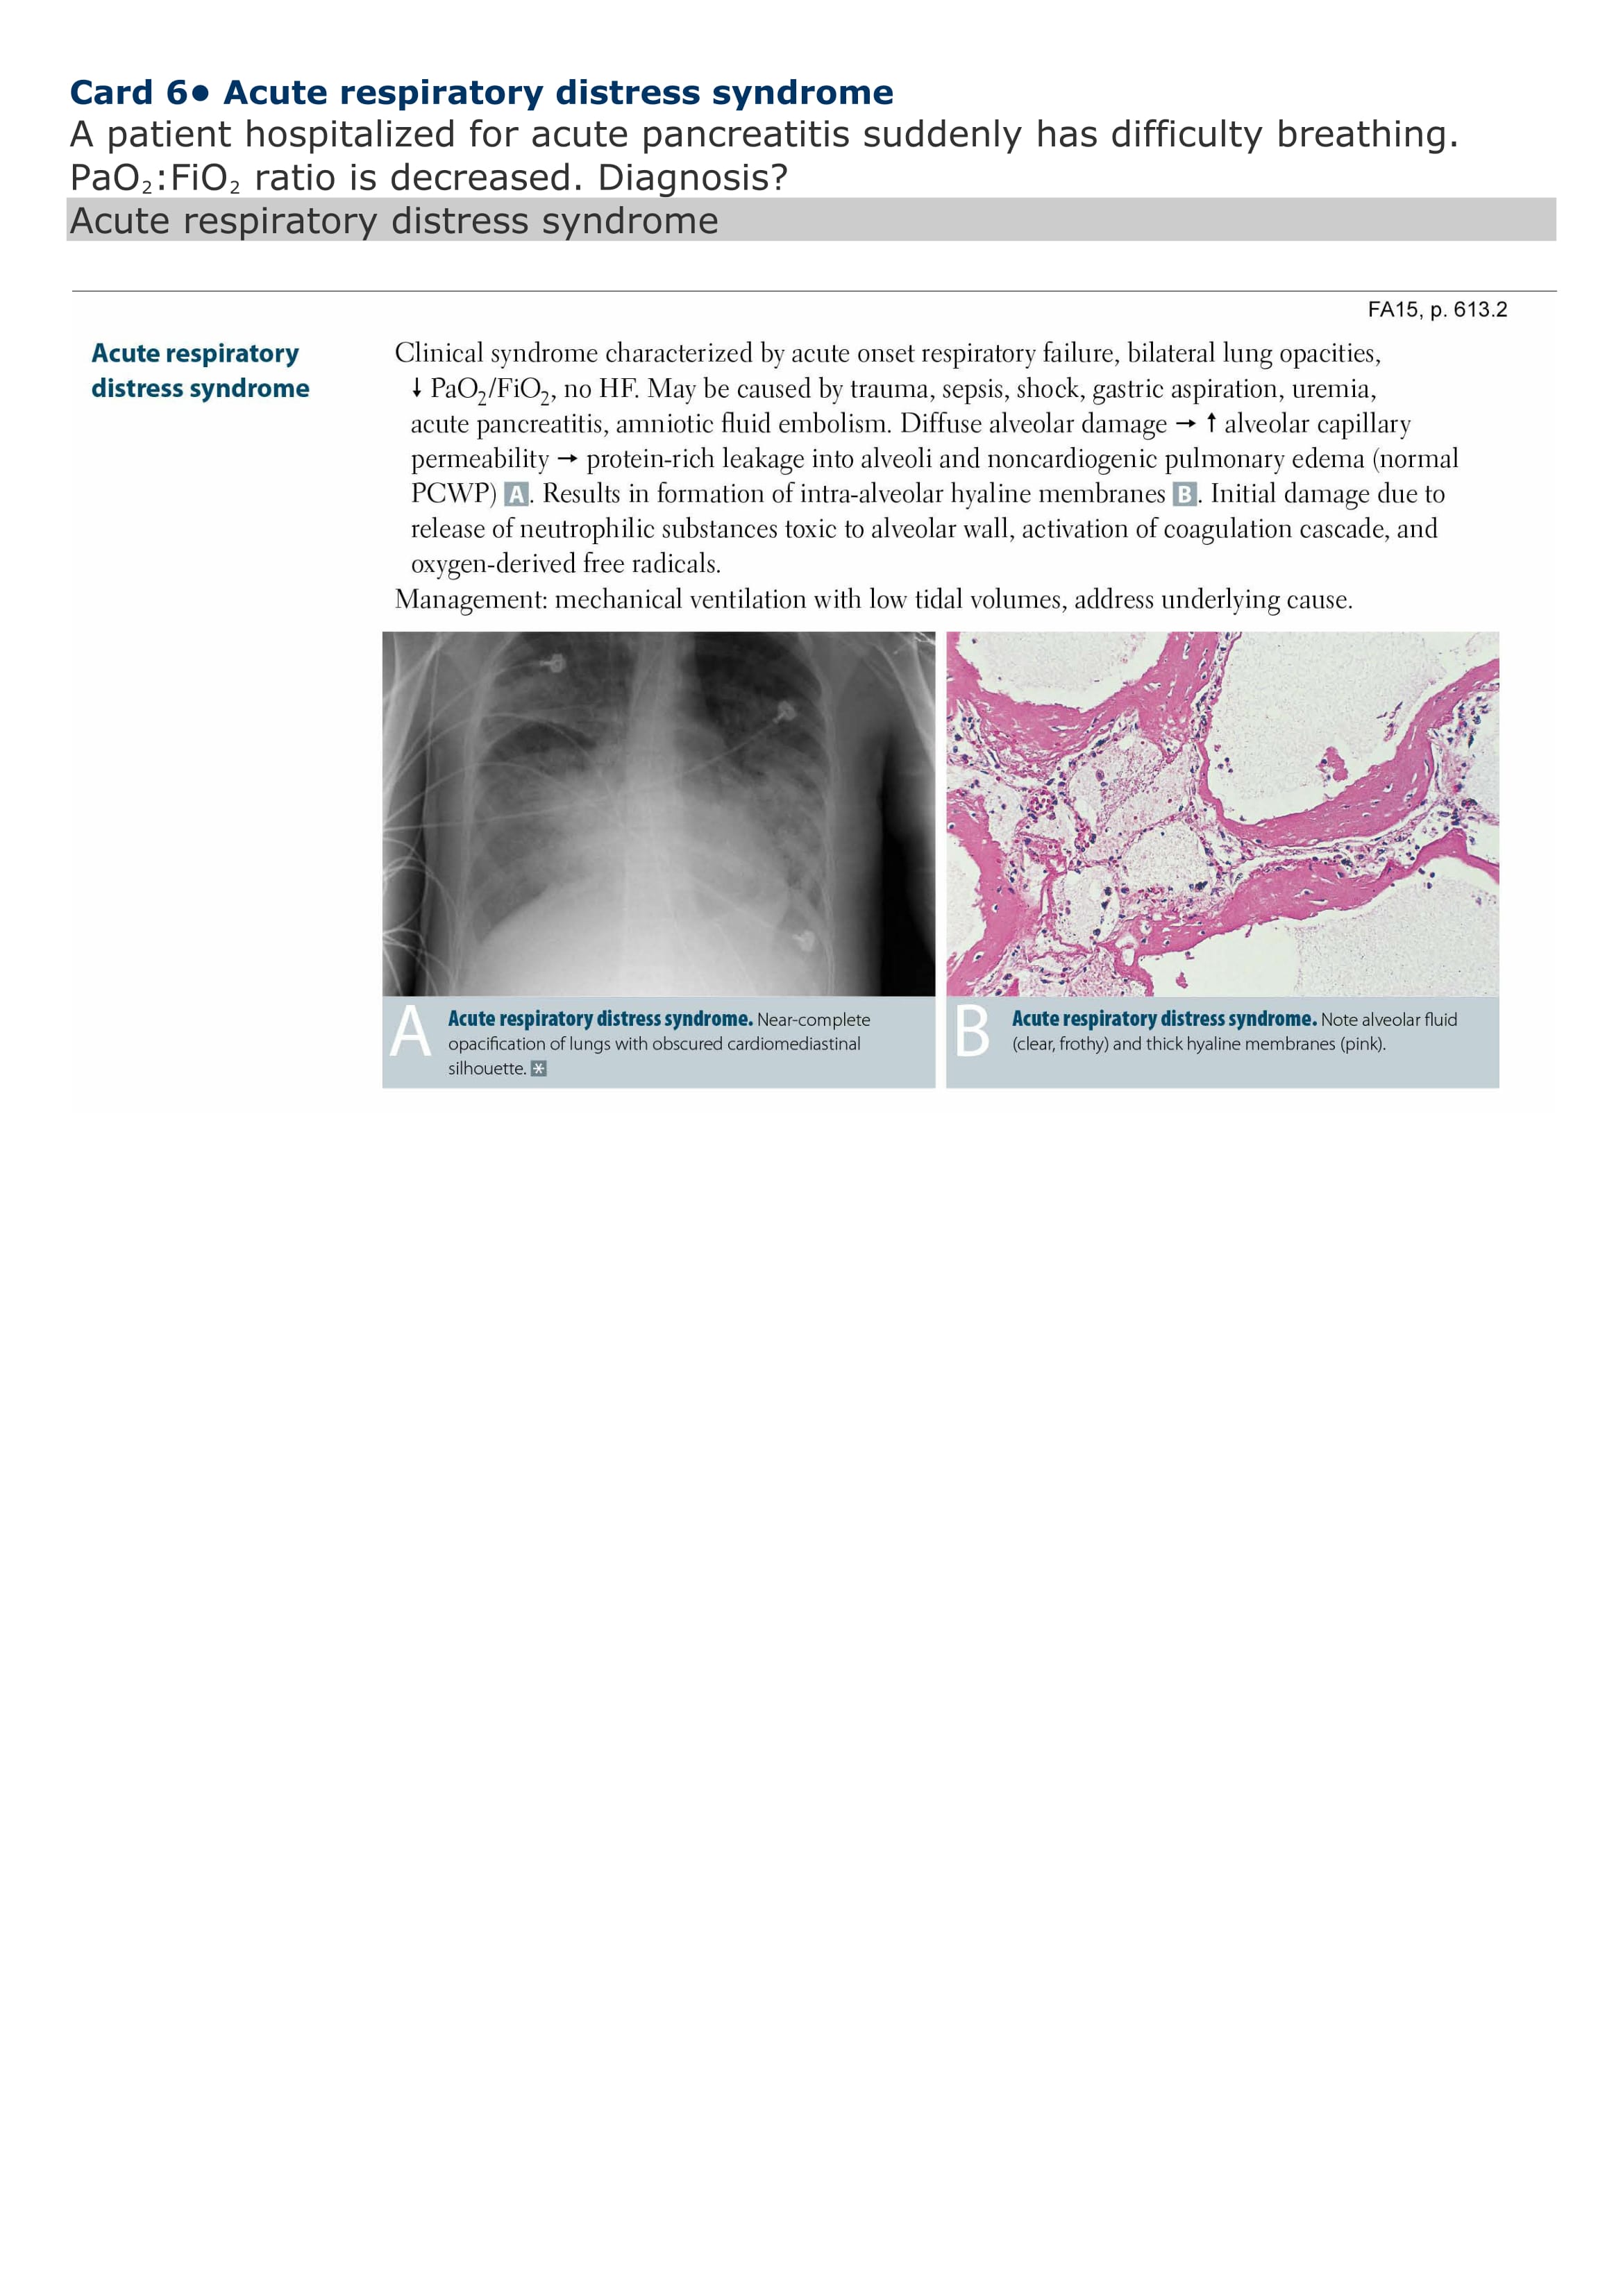 Card 6• Acute respiratory distress syndrome
A patient hospitalized for acute pancreatitis suddenly has difficulty breathing.
PaO₂:FiO₂ ratio is decreased. Diagnosis?
Acute respiratory distress syndrome
FA15, p. 613.2
Acute respiratory
distress syndrome
Clinical syndrome characterized by acute onset respiratory failure, bilateral lung opacities,
↓ PaO₂/FiO₂, no HF. May be caused by trauma, sepsis, shock, gastric aspiration, uremia,
acute pancreatitis, amniotic fluid embolism. Diffuse alveolar damage → ↑ alveolar capillary
permeability → protein-rich leakage into alveoli and noncardiogenic pulmonary edema (normal
PCWP) A. Results in formation of intra-alveolar hyaline membranes B. Initial damage due to
release of neutrophilic substances toxic to alveolar wall, activation of coagulation cascade, and
oxygen-derived free radicals.
Management: mechanical ventilation with low tidal volumes, address underlying cause.
A
Acute respiratory distress syndrome. Near-complete
opacification of lungs with obscured cardiomediastinal
silhouette. *
B
Acute respiratory distress syndrome. Note alveolar fluid
(clear, frothy) and thick hyaline membranes (pink).